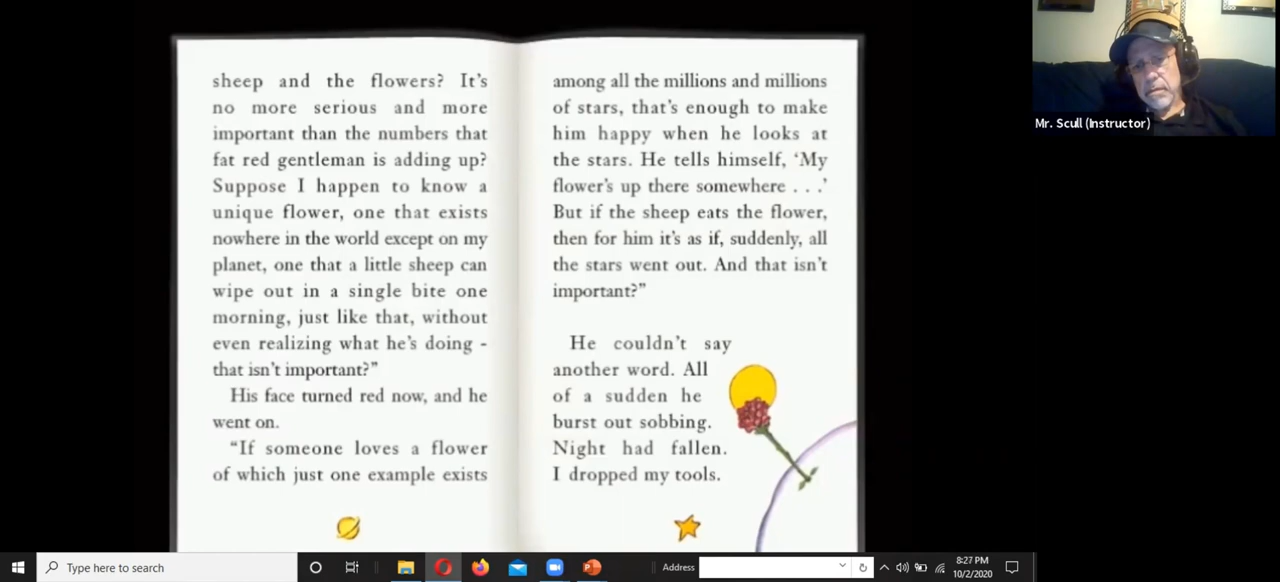 sheep and the flowers? It's
no more serious and more
important than the numbers that
fat red gentleman is adding up?
Suppose I happen to know a
unique flower, one that exists
nowhere in the world except on my
planet, one that a little sheep can
wipe out in a single bite one
morning, just like that, without
even realizing what he's doing -
that isn't important?"
His face turned red now, and he
went on.
"If someone loves a flower
of which just one example exists
among all the millions and millions
of stars, that's enough to make
him happy when he looks at
the stars. He tells himself, 'My
flower's up there somewhere . . .'
But if the sheep eats the flower,
then for him it's as if, suddenly, all
the stars went out. And that isn't
important?"
He couldn't say
another word. All
of a sudden he
burst out sobbing.
Night had fallen.
I dropped my tools.
Mr. Scull (Instructor)
Type here to search
Address
8:27 PM
10/2/2020